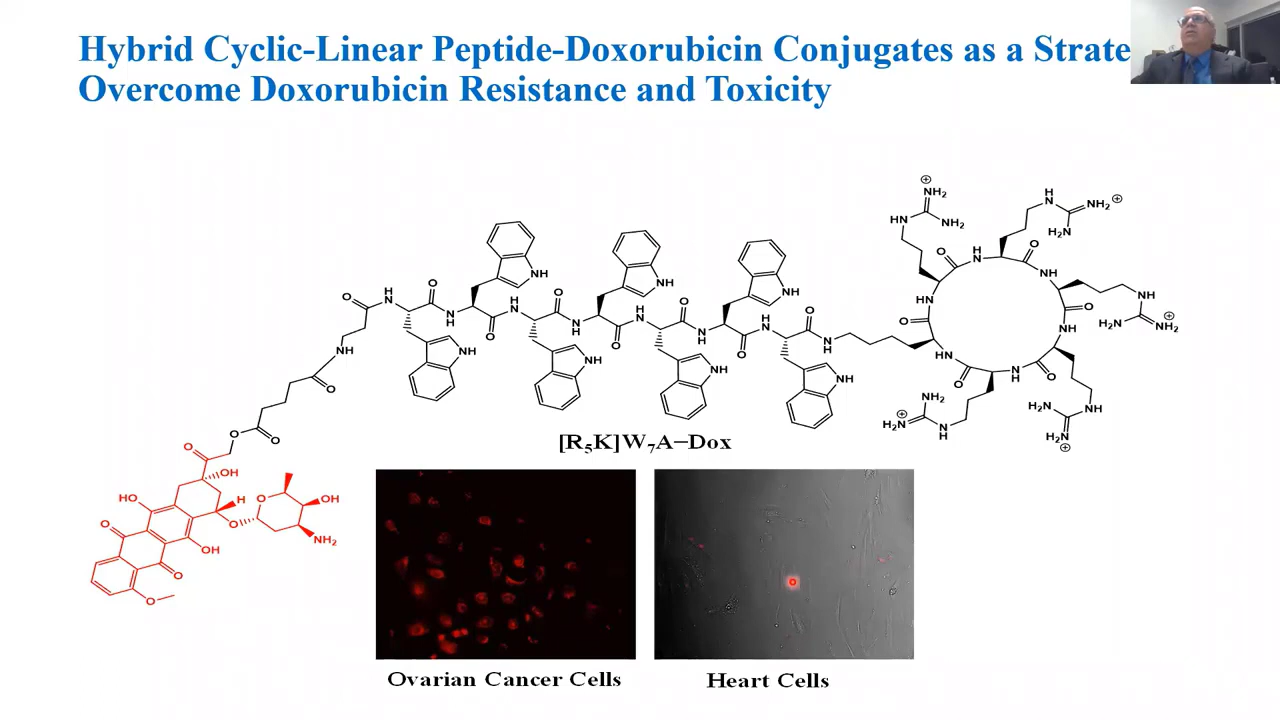 Hybrid Cyclic-Linear Peptide-Doxorubicin Conjugates as a Strate
Overcome Doxorubicin Resistance and Toxicity
[R₅K]W₇A–Dox
Ovarian Cancer Cells
Heart Cells